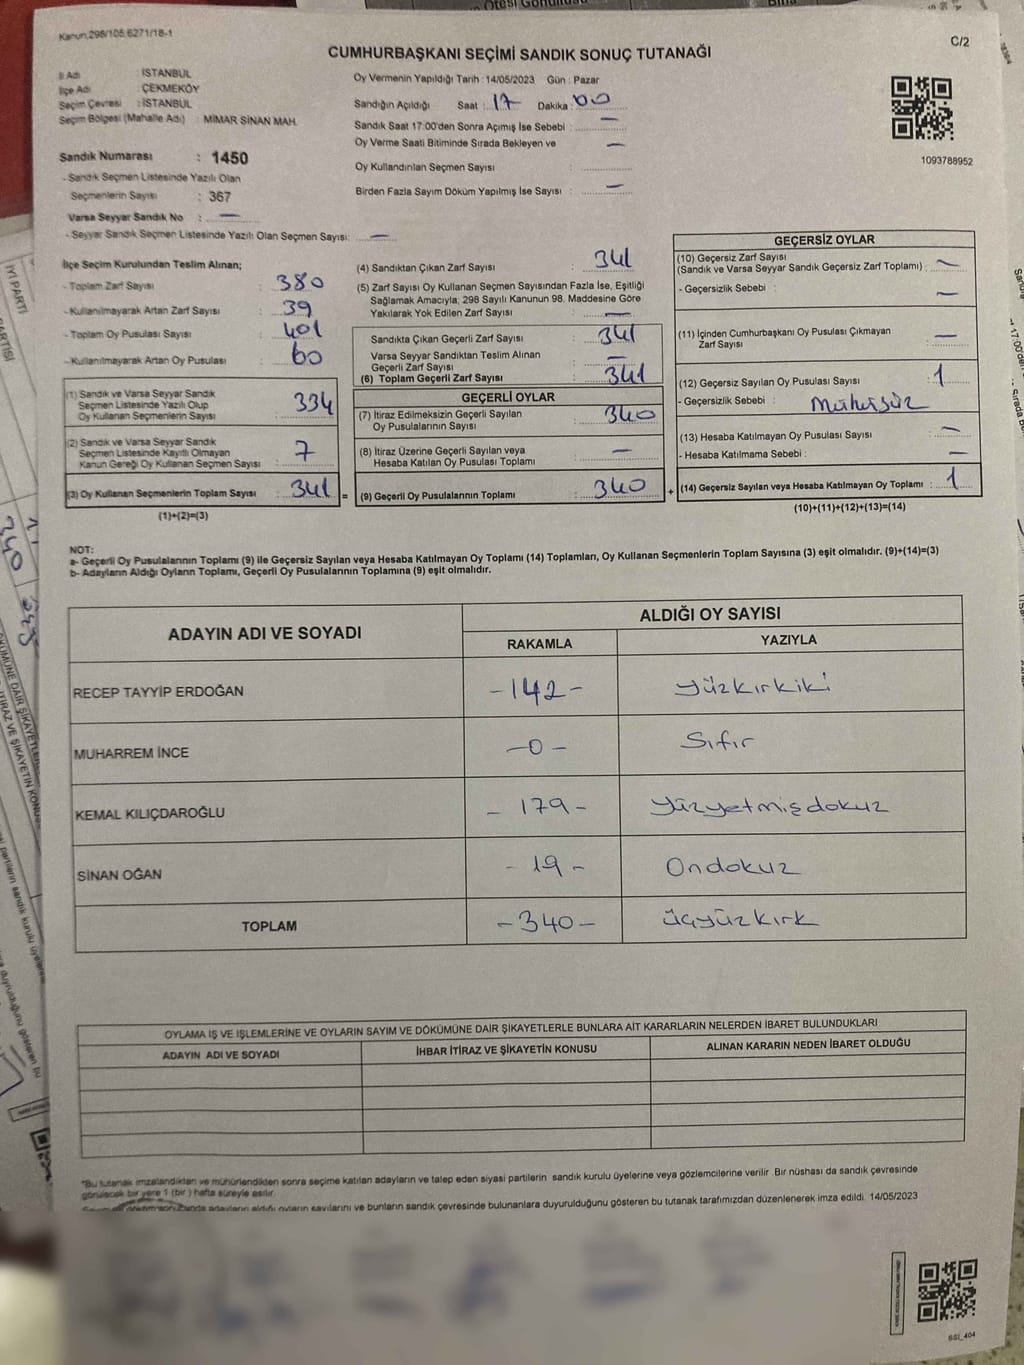 Kanun,298/105,6271/18-1
C/2
CUMHURBAŞKANI SEÇİMİ SANDIK SONUÇ TUTANAĞI
İl Adı : İSTANBUL
İlçe Adı : ÇEKMEKÖY
Seçim Çevresi : İSTANBUL
Seçim Bölgesi (Mahalle Adı) : MİMAR SİNAN MAH.
Sandık Numarası : 1450
- Sandık Seçmen Listesinde Yazılı Olan
Seçmenlerin Sayısı : 367
Varsa Seyyar Sandık No : —
- Seyyar Sandık Seçmen Listesinde Yazılı Olan Seçmen Sayısı: —
Oy Vermenin Yapıldığı Tarih : 14/05/2023 Gün : Pazar
Sandığın Açıldığı Saat : 17 Dakika : 00
Sandık Saat 17:00'den Sonra Açılmış İse Sebebi : —
Oy Verme Saati Bitiminde Sırada Bekleyen ve —
Oy Kullandırılan Seçmen Sayısı :
Birden Fazla Sayım Döküm Yapılmış İse Sayısı : —
1093788952
İlçe Seçim Kurulundan Teslim Alınan;
- Toplam Zarf Sayısı : 380
- Kullanılmayarak Artan Zarf Sayısı : 39
- Toplam Oy Pusulası Sayısı : 401
- Kullanılmayarak Artan Oy Pusulası : 60
(1) Sandık ve Varsa Seyyar Sandık
Seçmen Listesinde Yazılı Olup
Oy Kullanan Seçmenlerin Sayısı : 334
(2) Sandık ve Varsa Seyyar Sandık
Seçmen Listesinde Kayıtlı Olmayan
Kanun Gereği Oy Kullanan Seçmen Sayısı : 7
(3) Oy Kullanan Seçmenlerin Toplam Sayısı : 341 =
(1)+(2)=(3)
(4) Sandıktan Çıkan Zarf Sayısı : 341
(5) Zarf Sayısı Oy Kullanan Seçmen Sayısından Fazla İse, Eşitliği
Sağlamak Amacıyla; 298 Sayılı Kanunun 98. Maddesine Göre
Yakılarak Yok Edilen Zarf Sayısı : —
Sandıkta Çıkan Geçerli Zarf Sayısı : 341
Varsa Seyyar Sandıktan Teslim Alınan
Geçerli Zarf Sayısı : —
(6) Toplam Geçerli Zarf Sayısı : 341
GEÇERLİ OYLAR
(7) İtiraz Edilmeksizin Geçerli Sayılan
Oy Pusulalarının Sayısı : 340
(8) İtiraz Üzerine Geçerli Sayılan veya
Hesaba Katılan Oy Pusulası Toplamı : —
(9) Geçerli Oy Pusulalarının Toplamı : 340 +
GEÇERSİZ OYLAR
(10) Geçersiz Zarf Sayısı
(Sandık ve Varsa Seyyar Sandık Geçersiz Zarf Toplamı) : —
- Geçersizlik Sebebi : —
(11) İçinden Cumhurbaşkanı Oy Pusulası Çıkmayan
Zarf Sayısı : —
(12) Geçersiz Sayılan Oy Pusulası Sayısı : 1
- Geçersizlik Sebebi : Mühürsüz
(13) Hesaba Katılmayan Oy Pusulası Sayısı : —
- Hesaba Katılmama Sebebi : —
(14) Geçersiz Sayılan veya Hesaba Katılmayan Oy Toplamı : 1
(10)+(11)+(12)+(13)=(14)
NOT:
a- Geçerli Oy Pusulalarının Toplamı (9) ile Geçersiz Sayılan veya Hesaba Katılmayan Oy Toplamı (14) Toplamları, Oy Kullanan Seçmenlerin Toplam Sayısına (3) eşit olmalıdır. (9)+(14)=(3)
b- Adayların Aldığı Oyların Toplamı, Geçerli Oy Pusulalarının Toplamına (9) eşit olmalıdır.
ADAYIN ADI VE SOYADI
ALDIĞI OY SAYISI
RAKAMLA YAZIYLA
RECEP TAYYİP ERDOĞAN -142- yüzkırkiki
MUHARREM İNCE -0- Sıfır
KEMAL KILIÇDAROĞLU -179- yüzyetmişdokuz
SİNAN OĞAN -19- Ondokuz
TOPLAM -340- üçyüzkırk
OYLAMA İŞ VE İŞLEMLERİNE VE OYLARIN SAYIM VE DÖKÜMÜNE DAİR ŞİKAYETLERLE BUNLARA AİT KARARLARIN NELERDEN İBARET BULUNDUKLARI
ADAYIN ADI VE SOYADI İHBAR İTİRAZ VE ŞİKAYETİN KONUSU ALINAN KARARIN NEDEN İBARET OLDUĞU
*Bu tutanak imzalandıktan ve mühürlendikten sonra seçime katılan adayların ve talep eden siyasi partilerin sandık kurulu üyelerine veya gözlemcilerine verilir. Bir nüshası da sandık çevresinde
görülecek bir yere 1 (bir ) hafta süreyle asılır.
adayların aldığı oyların sayılarını ve bunların sandık çevresinde bulunanlara duyurulduğunu gösteren bu tutanak tarafımızdan düzenlenerek imza edildi. 14/05/2023
BSI_404
İYİ PARTİ